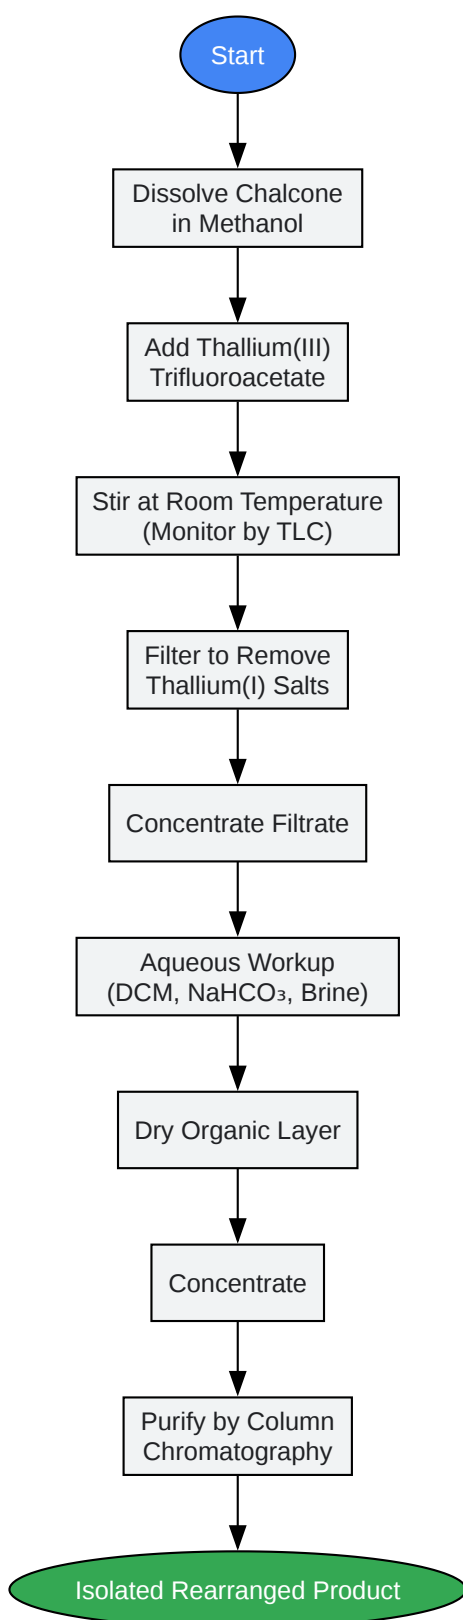 Start
Dissolve Chalcone
in Methanol
Add Thallium(III)
Trifluoroacetate
Stir at Room Temperature
(Monitor by TLC)
Filter to Remove
Thallium(I) Salts
Concentrate Filtrate
Aqueous Workup
(DCM, NaHCO₃, Brine)
Dry Organic Layer
Concentrate
Purify by Column
Chromatography
Isolated Rearranged Product